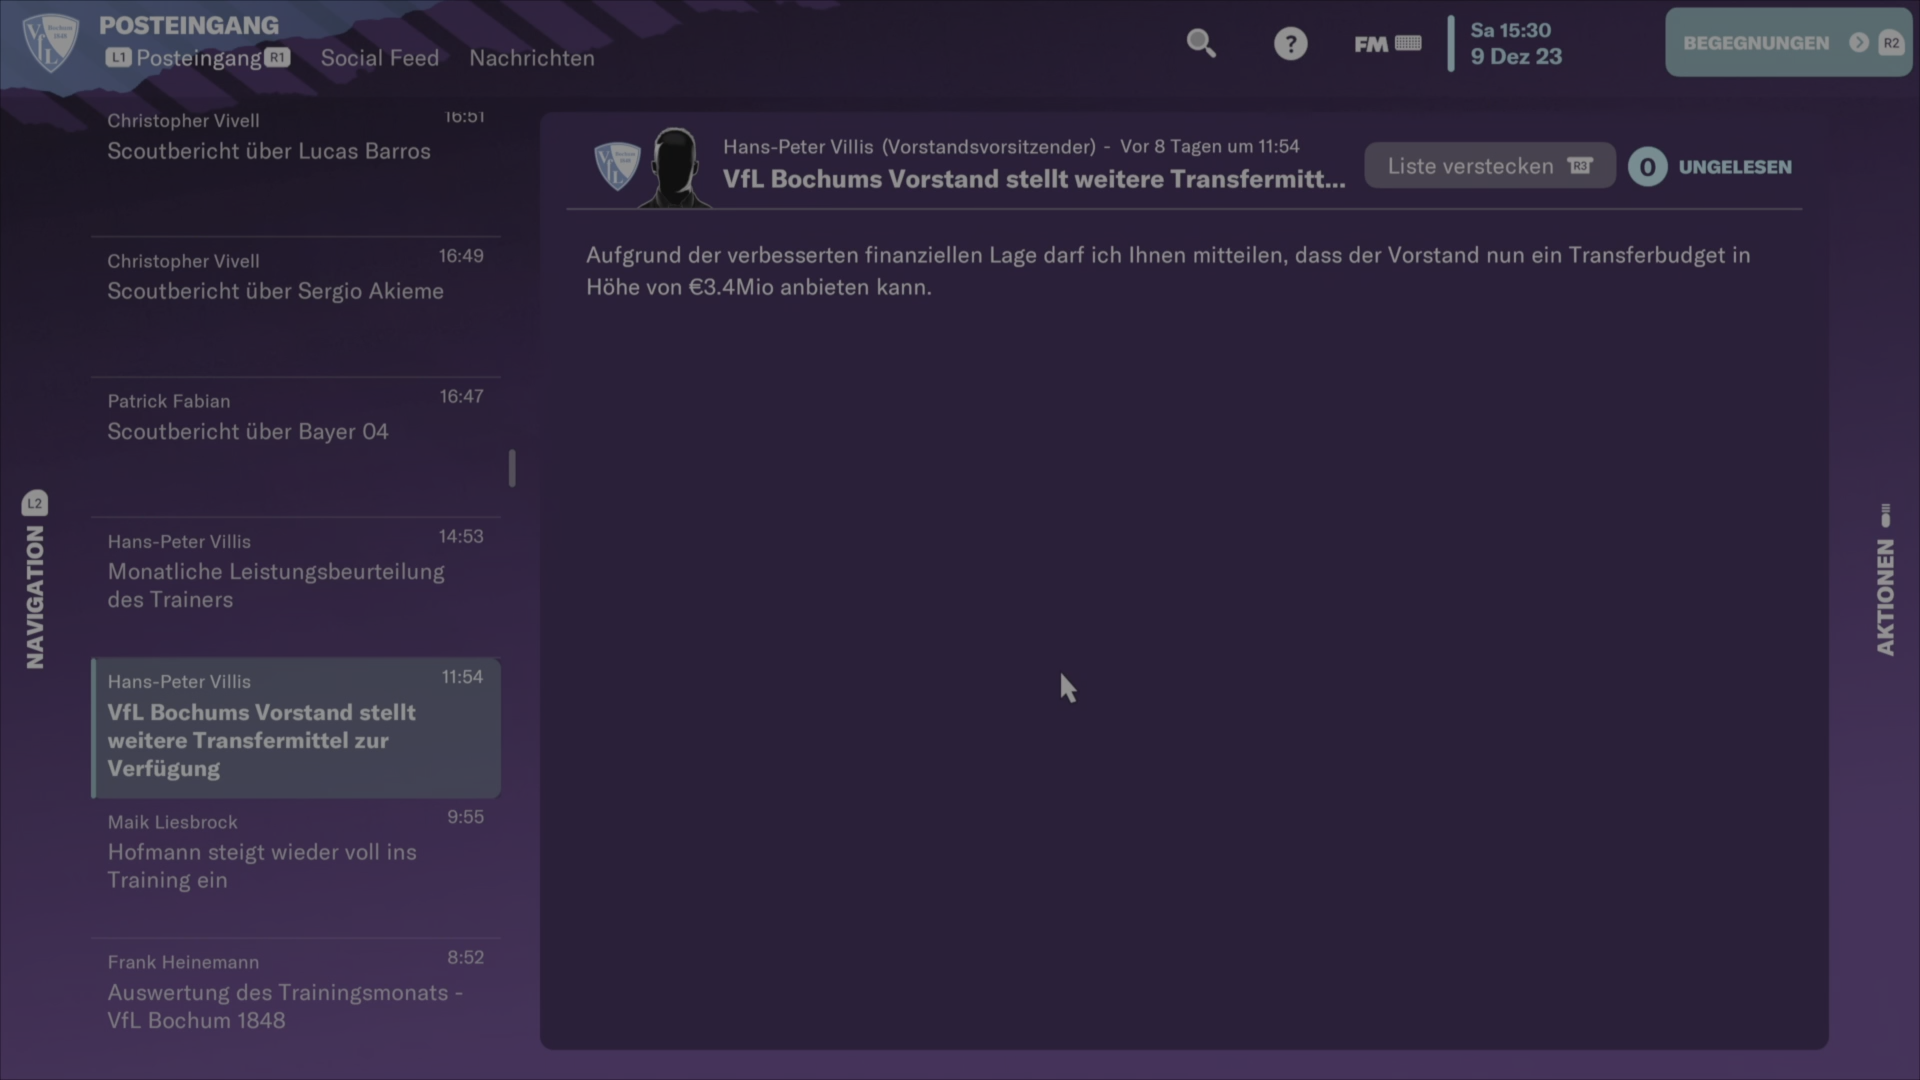 POSTEINGANG
L1 Posteingang R1 Social Feed Nachrichten
?
FM
Sa 15:30
9 Dez 23
BEGEGNUNGEN R2
Christopher Vivell 16:51
Scoutbericht über Lucas Barros
Christopher Vivell 16:49
Scoutbericht über Sergio Akieme
Patrick Fabian 16:47
Scoutbericht über Bayer 04
Hans-Peter Villis 14:53
Monatliche Leistungsbeurteilung
des Trainers
Hans-Peter Villis 11:54
VfL Bochums Vorstand stellt
weitere Transfermittel zur
Verfügung
Maik Liesbrock 9:55
Hofmann steigt wieder voll ins
Training ein
Frank Heinemann 8:52
Auswertung des Trainingsmonats -
VfL Bochum 1848
L2
NAVIGATION
Hans-Peter Villis (Vorstandsvorsitzender) - Vor 8 Tagen um 11:54
VfL Bochums Vorstand stellt weitere Transfermitt...
Liste verstecken R3
0 UNGELESEN
Aufgrund der verbesserten finanziellen Lage darf ich Ihnen mitteilen, dass der Vorstand nun ein Transferbudget in
Höhe von €3.4Mio anbieten kann.
AKTIONEN